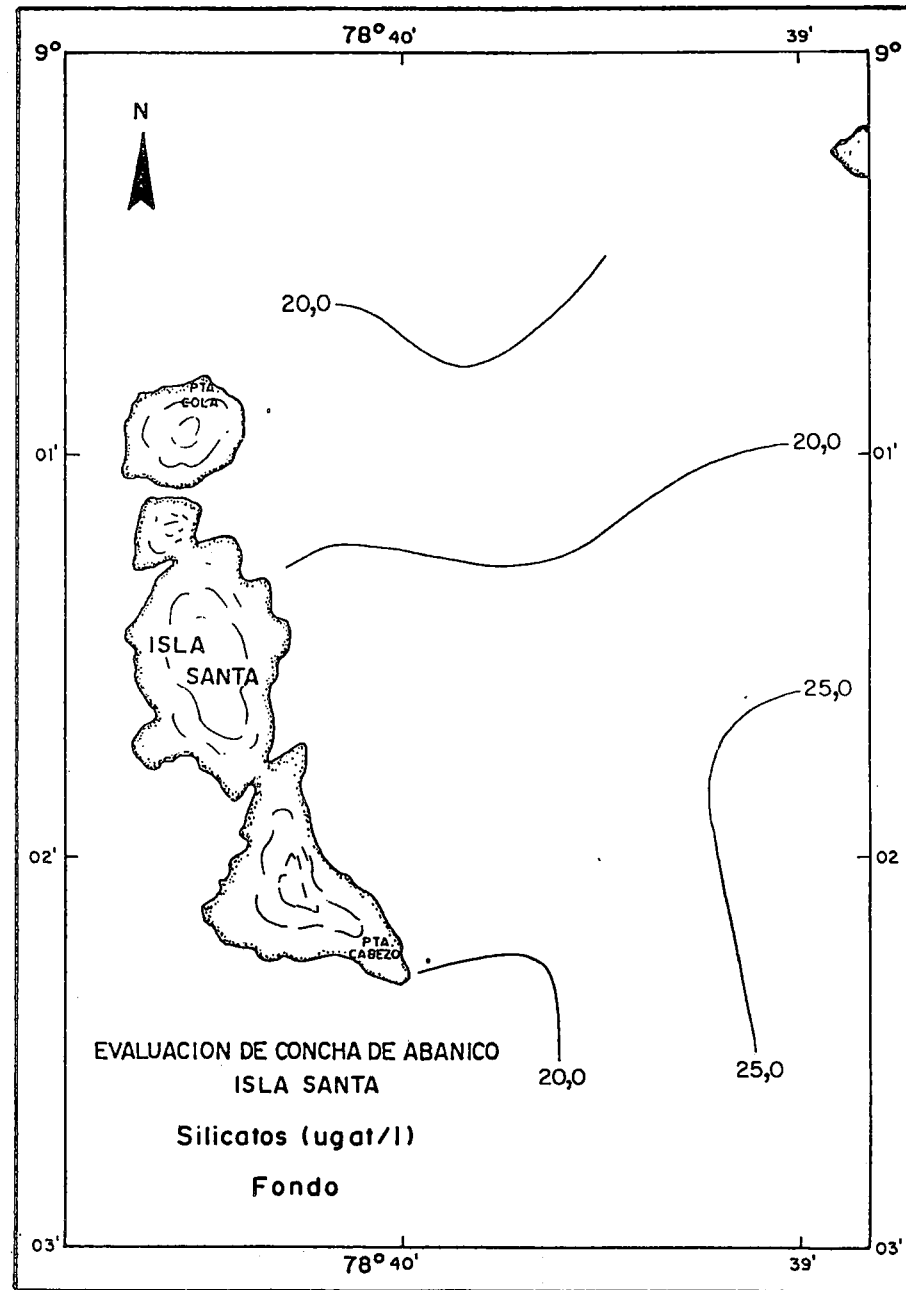 78° 40'
39'
9°
9°
N
20,0
PTA
COLA
01'
20,0
01'
ISLA
SANTA
25,0
02'
02
PTA
CABEZO
EVALUACION DE CONCHA DE ABANICO
ISLA SANTA
20,0
25,0
Silicatos (ugat/l)
Fondo
03'
03'
78° 40'
39'